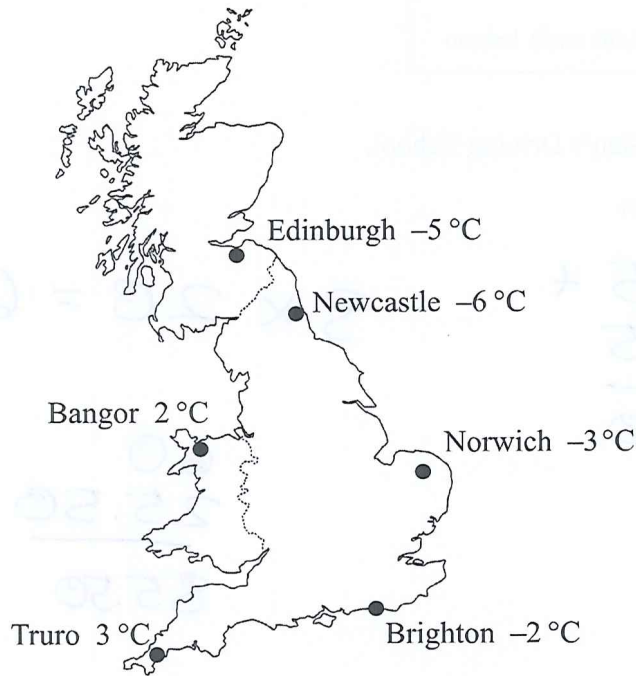 Edinburgh –5 °C
Newcastle –6 °C
Bangor 2 °C
Norwich –3 °C
Truro 3 °C
Brighton –2 °C